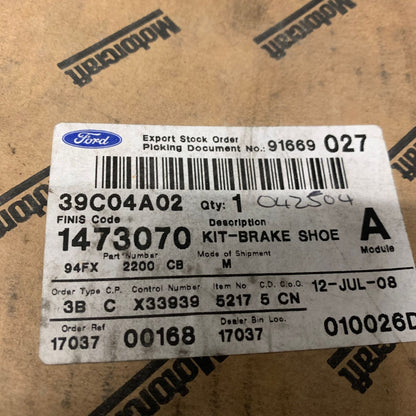 Motorcraft
Motorcraft
Motorcraft
Ford
Export Stock Order
Picking Document No.: 91669 027
39C04A02 Qty: 1 042504
FINIS Code Description
1473070 KIT-BRAKE SHOE A
Part Number Mode of Shipment Module
94FX 2200 CB M
Order Type C.P. Control Number Item No C.D. C.o.O. 12-JUL-08
3B C X33939 5217 5 CN
Order Ref Dealer Bin Loc.
17037 00168 17037 010026D
Motorcraft